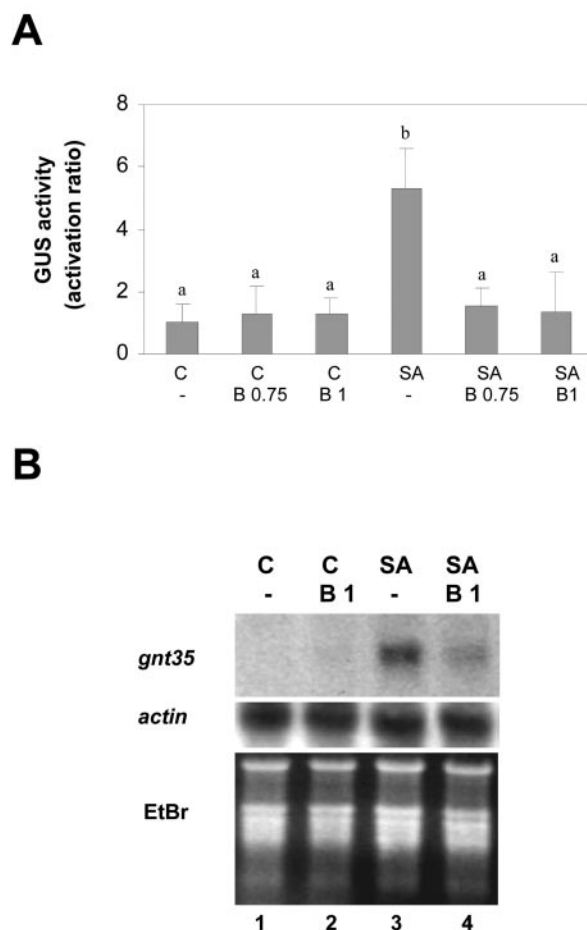 A
GUS activity
(activation ratio)
8
6
4
2
0
a
a
a
b
a
a
C C C SA SA SA
- B 0.75 B 1 - B 0.75 B1
B
C C SA SA
- B 1 - B 1
gnt35
actin
EtBr
1 2 3 4